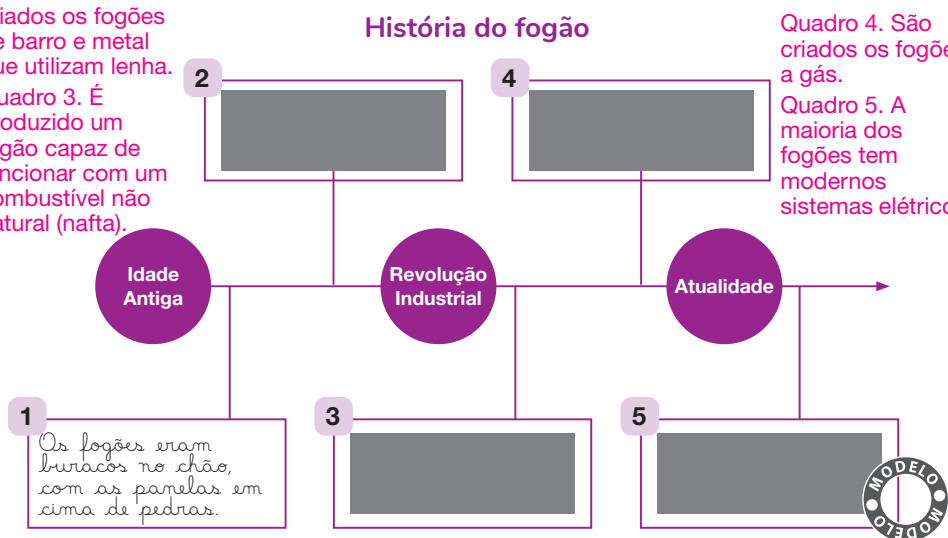 História do fogão
iados os fogões
e barro e metal
ue utilizam lenha.
uadro 3. É
roduzido um
gão capaz de
ncionar com um
ombustível não
atural (nafta).
Quadro 4. São
criados os fogõe
a gás.
Quadro 5. A
maioria dos
fogões tem
modernos
sistemas elétrico
2
4
Idade
Antiga
Revolução
Industrial
Atualidade
1
Os fogões eram
buracos no chão,
com as panelas em
cima de pedras.
3
5
MODELO
MODELO